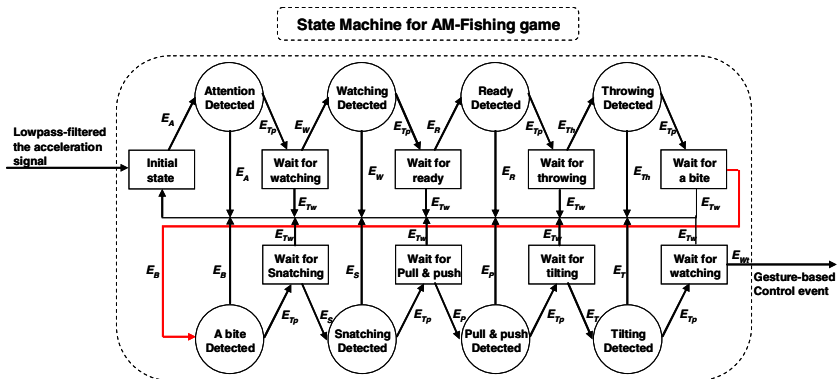 State Machine for AM-Fishing game
Attention
Detected
Watching
Detected
Ready
Detected
Throwing
Detected
Lowpass-filtered
the acceleration
signal
E_A
E_Tp
E_W
E_Tp
E_R
E_Tp
E_Th
E_Tp
Initial
state
Wait for
watching
Wait for
ready
Wait for
throwing
Wait for
a bite
E_A
E_W
E_R
E_Th
E_Tw
E_Tw
E_Tw
E_Tw
E_Tw
E_Tw
E_Tw
E_Tw
Wait for
Snatching
Wait for
Pull & push
Wait for
tilting
Wait for
watching
E_Wt
Gesture-based
Control event
E_B
E_B
E_S
E_P
E_T
E_Tp
E_S
E_Tp
E_P
E_Tp
E_T
E_Tp
A bite
Detected
Snatching
Detected
Pull & push
Detected
Tilting
Detected